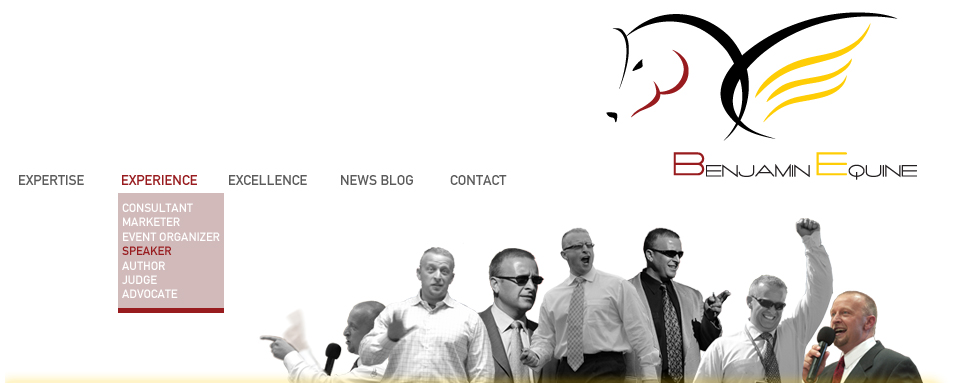 BENJAMIN EQUINE
EXPERTISE EXPERIENCE EXCELLENCE NEWS BLOG CONTACT
CONSULTANT
MARKETER
EVENT ORGANIZER
SPEAKER
AUTHOR
JUDGE
ADVOCATE